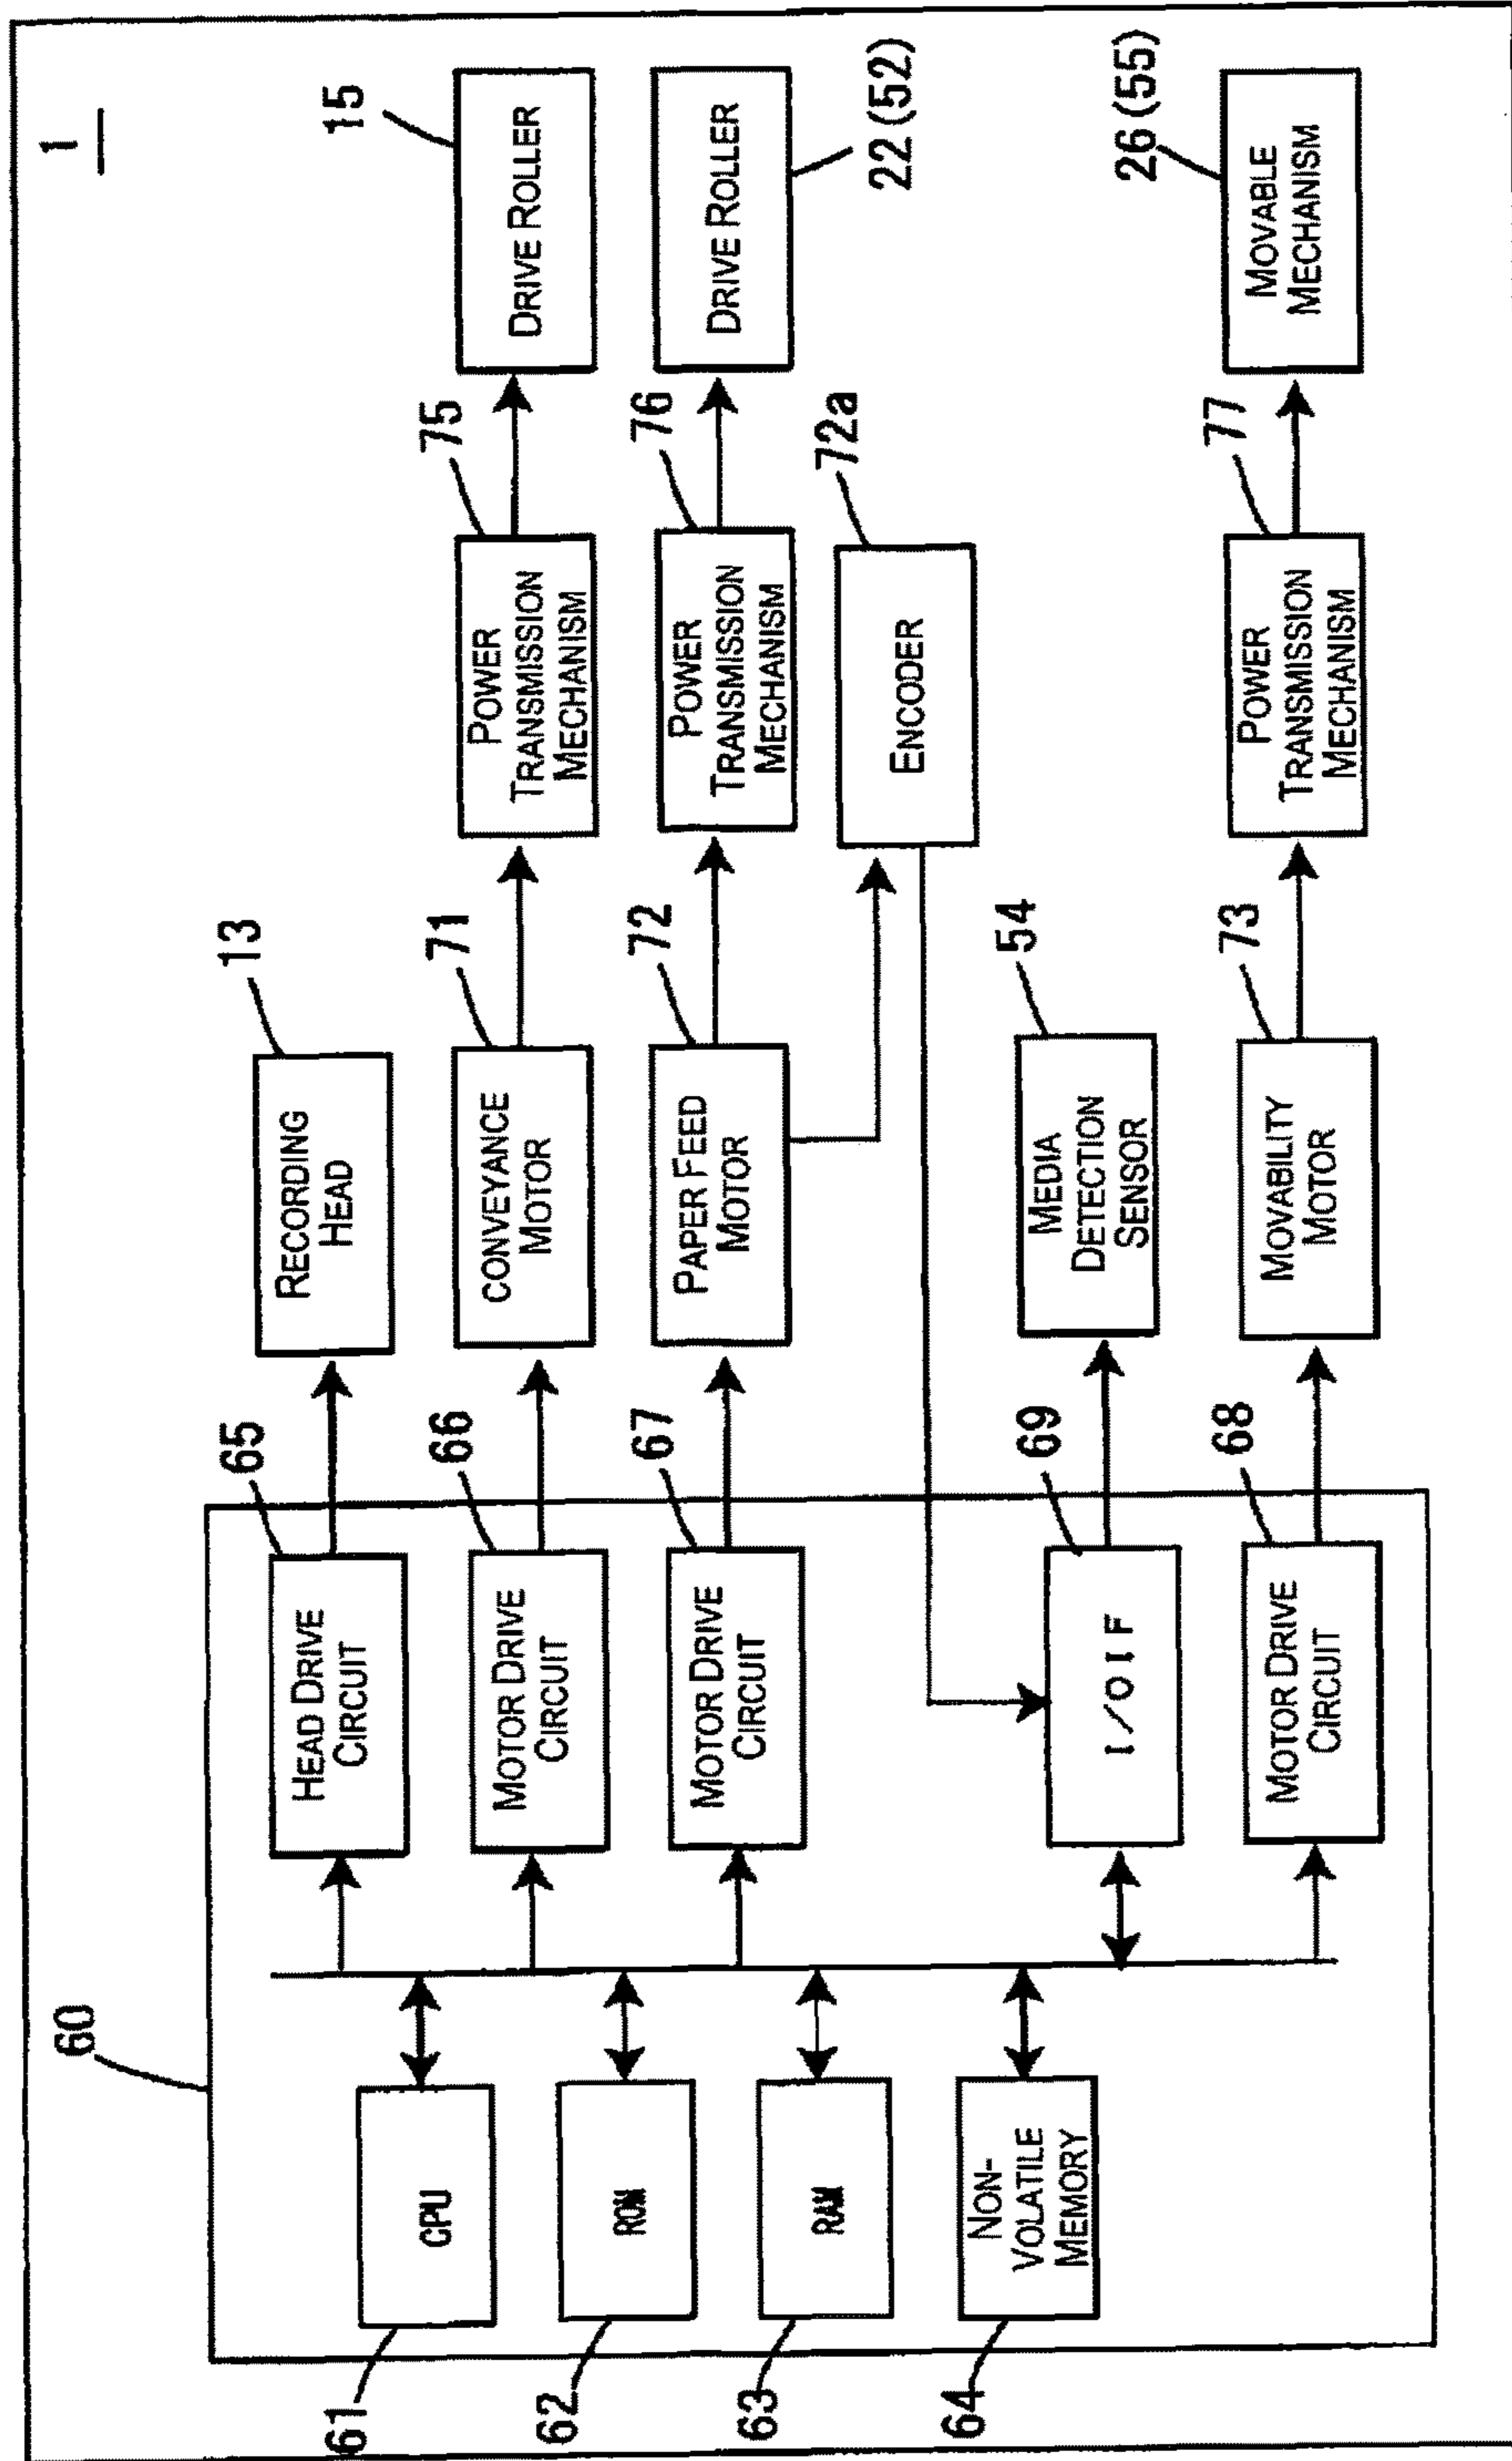 1
60
61
CPU
62
ROM
63
RAM
64
NON-
VOLATILE
MEMORY
65
HEAD DRIVE
CIRCUIT
13
RECORDING
HEAD
66
MOTOR DRIVE
CIRCUIT
71
CONVEYANCE
MOTOR
75
POWER
TRANSMISSION
MECHANISM
15
DRIVE ROLLER
67
MOTOR DRIVE
CIRCUIT
72
PAPER FEED
MOTOR
76
POWER
TRANSMISSION
MECHANISM
22 (52)
DRIVE ROLLER
72a
ENCODER
69
I/O I F
54
MEDIA
DETECTION
SENSOR
68
MOTOR DRIVE
CIRCUIT
73
MOVABILITY
MOTOR
77
POWER
TRANSMISSION
MECHANISM
26 (55)
MOVABLE
MECHANISM